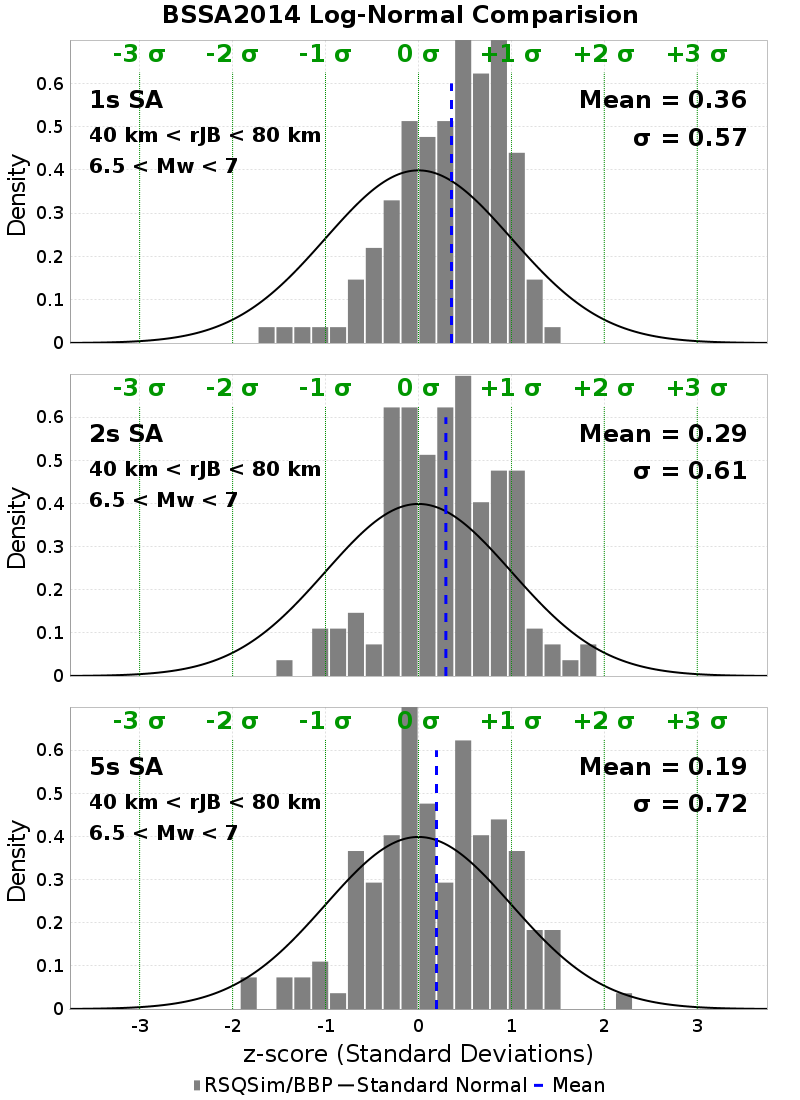 BSSA2014 Log-Normal Comparision
-3 σ -2 σ -1 σ 0 σ +1 σ +2 σ +3 σ
1s SA
Mean = 0.36
40 km < rJB < 80 km
σ = 0.57
6.5 < Mw < 7
Density
0.6
0.5
0.4
0.3
0.2
0.1
0
-3 σ -2 σ -1 σ 0 σ +1 σ +2 σ +3 σ
2s SA
Mean = 0.29
40 km < rJB < 80 km
σ = 0.61
6.5 < Mw < 7
Density
0.6
0.5
0.4
0.3
0.2
0.1
0
-3 σ -2 σ -1 σ 0 σ +1 σ +2 σ +3 σ
5s SA
Mean = 0.19
40 km < rJB < 80 km
σ = 0.72
6.5 < Mw < 7
Density
0.6
0.5
0.4
0.3
0.2
0.1
0
-3 -2 -1 0 1 2 3
z-score (Standard Deviations)
RSQSim/BBP Standard Normal Mean